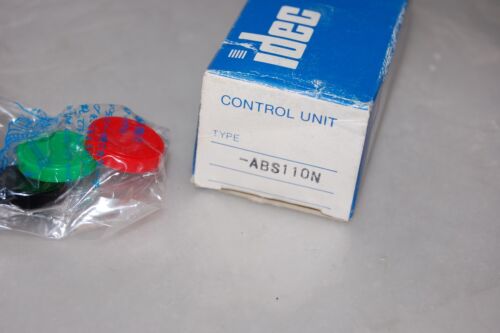 idec
CONTROL UNIT
TYPE
-ABS110N